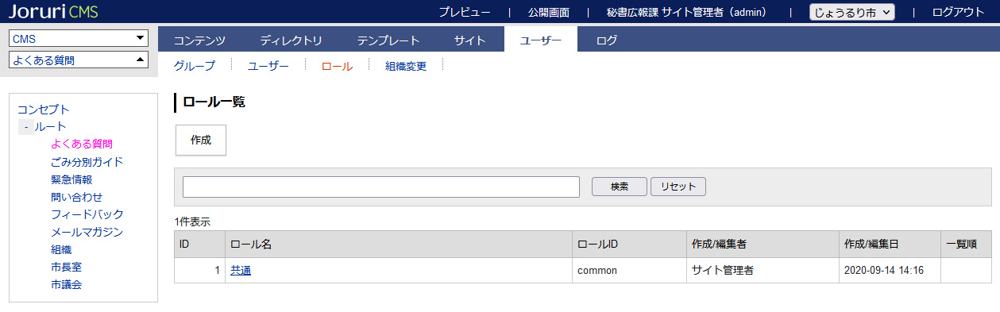 Joruri CMS プレビュー | 公開画面 | 秘書広報課 サイト管理者（admin） | じょうるり市 | ログアウト
CMS
よくある質問
コンテンツ ディレクトリ テンプレート サイト ユーザー ログ
グループ ユーザー ロール 組織変更
コンセプト
- ルート
よくある質問
ごみ分別ガイド
緊急情報
問い合わせ
フィードバック
メールマガジン
組織
市長室
市議会
ロール一覧
作成
検索 リセット
1件表示
ID ロール名 ロールID 作成/編集者 作成/編集日 一覧順
1 共通 common サイト管理者 2020-09-14 14:16